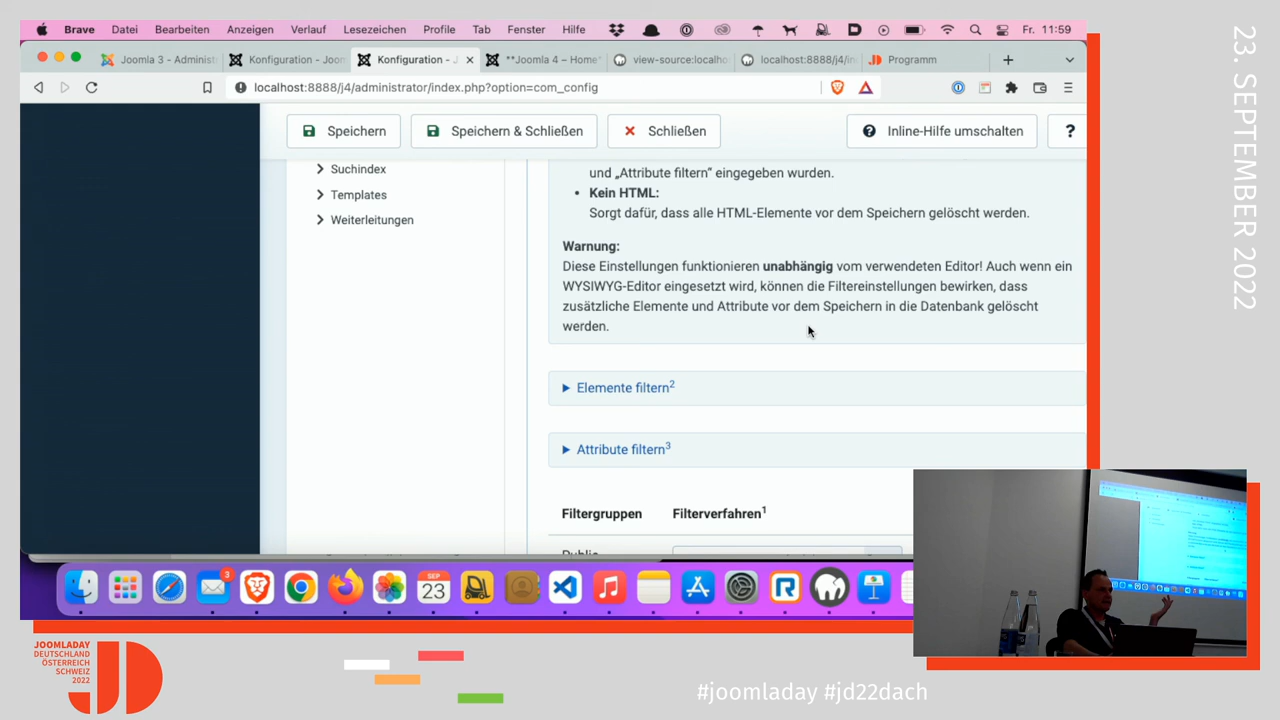 Brave Datei Bearbeiten Anzeigen Verlauf Lesezeichen Profile Tab Fenster Hilfe Fr. 11:59
Joomla 3 - Administ Konfiguration - Joom Konfiguration - J **Joomla 4 – Home" view-source:localho localhost:8888/j4/in Programm
localhost:8888/j4/administrator/index.php?option=com_config
Speichern Speichern & Schließen Schließen Inline-Hilfe umschalten ?
Suchindex
Templates
Weiterleitungen
und „Attribute filtern" eingegeben wurden.
• Kein HTML:
Sorgt dafür, dass alle HTML-Elemente vor dem Speichern gelöscht werden.
Warnung:
Diese Einstellungen funktionieren unabhängig vom verwendeten Editor! Auch wenn ein
WYSIWYG-Editor eingesetzt wird, können die Filtereinstellungen bewirken, dass
zusätzliche Elemente und Attribute vor dem Speichern in die Datenbank gelöscht
werden.
Elemente filtern²
Attribute filtern³
Filtergruppen Filterverfahren¹
Public
3
SEP
23
23. SEPTEMBER 2022
JOOMLADAY
DEUTSCHLAND
ÖSTERREICH
SCHWEIZ
2022
JD
#joomladay #jd22dach